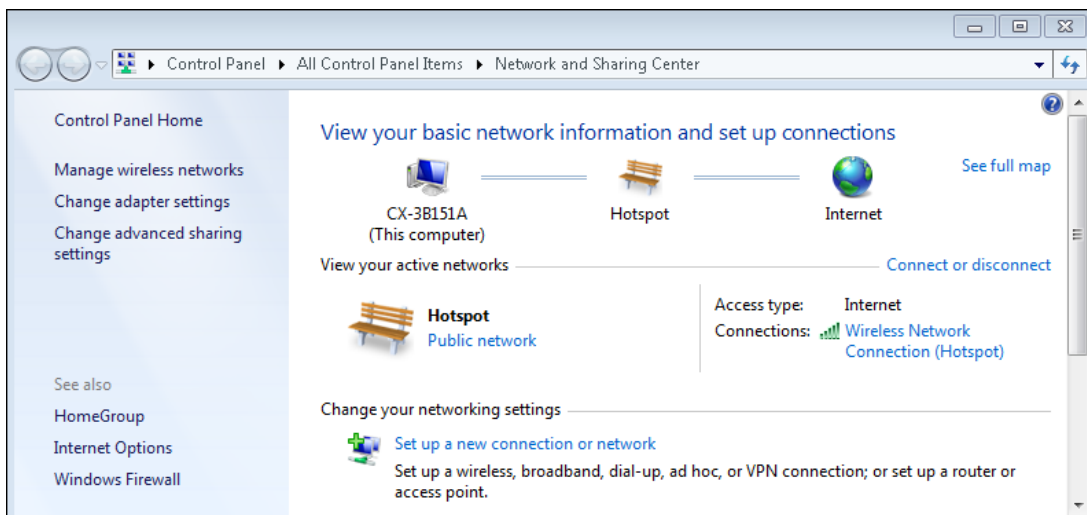 Control Panel ▸ All Control Panel Items ▸ Network and Sharing Center
Control Panel Home
Manage wireless networks
Change adapter settings
Change advanced sharing
settings
See also
HomeGroup
Internet Options
Windows Firewall
View your basic network information and set up connections
See full map
CX-3B151A
(This computer)
Hotspot
Internet
View your active networks
Connect or disconnect
Hotspot
Public network
Access type: Internet
Connections: Wireless Network
Connection (Hotspot)
Change your networking settings
Set up a new connection or network
Set up a wireless, broadband, dial-up, ad hoc, or VPN connection; or set up a router or
access point.